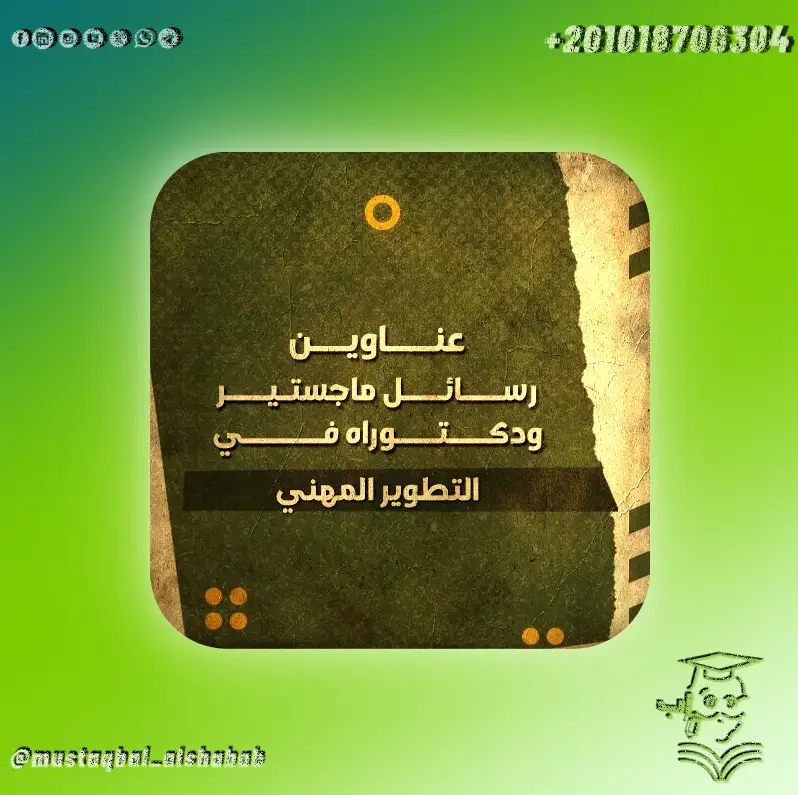 +201018706304
عناوين
رسائل ماجستير
ودكتوراه في
التطوير المهني
@mustaqbal_alshabab